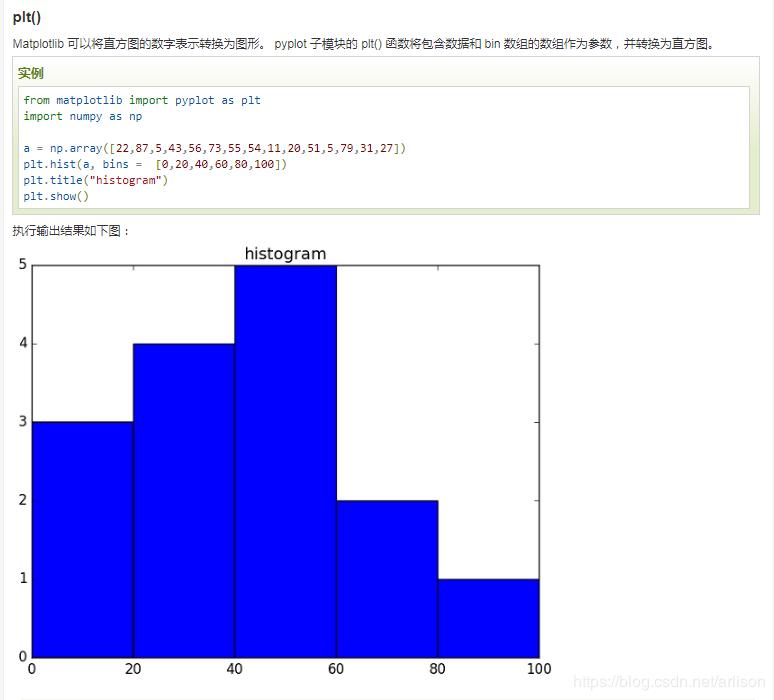 plt()
Matplotlib 可以将直方图的数字表示转换为图形。 pyplot 子模块的 plt() 函数将包含数据和 bin 数组的数组作为参数，并转换为直方图。
实例
from matplotlib import pyplot as plt
import numpy as np
a = np.array([22,87,5,43,56,73,55,54,11,20,51,5,79,31,27])
plt.hist(a, bins =  [0,20,40,60,80,100])
plt.title("histogram")
plt.show()
执行输出结果如下图：
histogram
5
4
3
2
1
0
0 20 40 60 80 100
https://blog.csdn.net/arlison